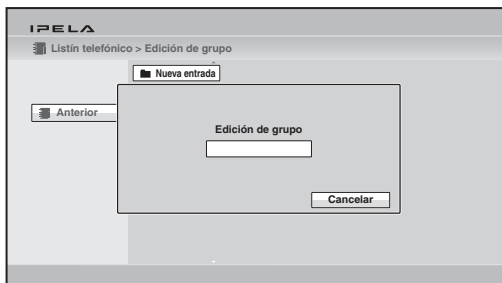 IPELA
Listín telefónico > Edición de grupo
Nueva entrada
Anterior
Edición de grupo
Cancelar